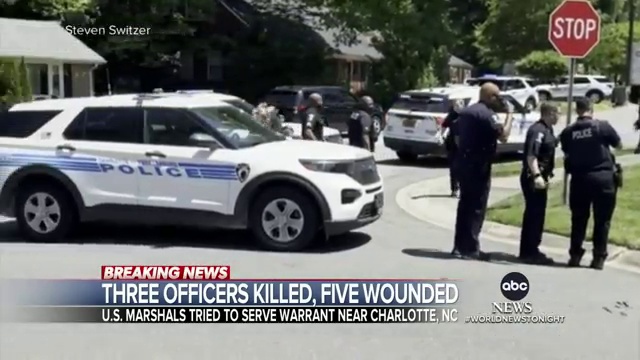 Steven Switzer
STOP
POLICE
POLICE
BREAKING NEWS
THREE OFFICERS KILLED, FIVE WOUNDED
U.S. MARSHALS TRIED TO SERVE WARRANT NEAR CHARLOTTE, NC
abc
NEWS
#WORLDNEWSTONIGHT